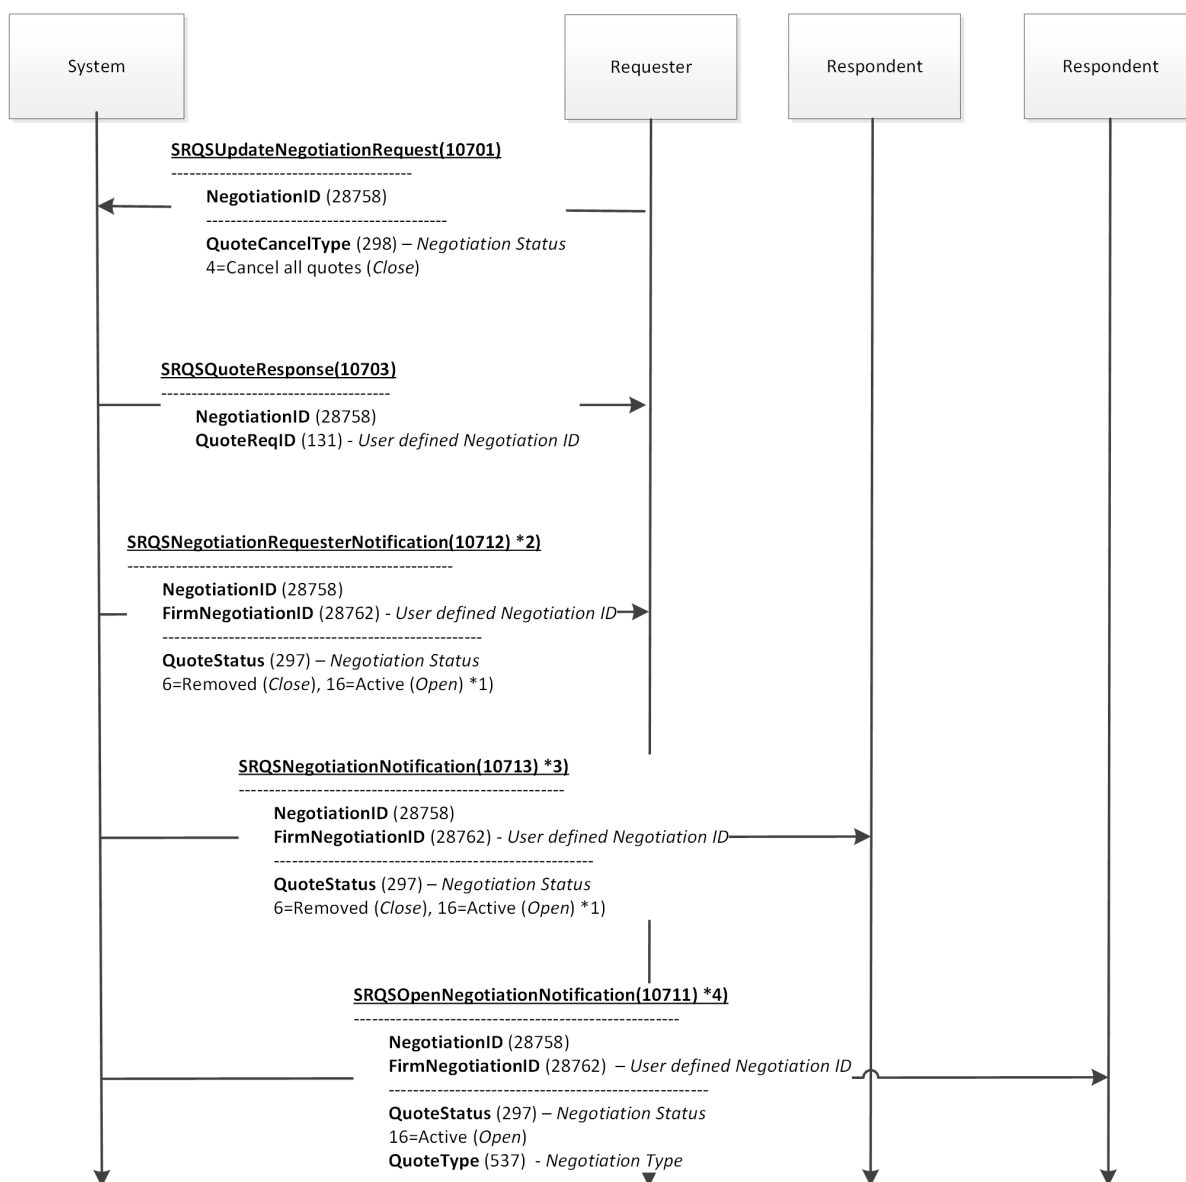 System
Requester
Respondent
Respondent
SRQSUpdateNegotiationRequest(10701)
----------------------------------------
NegotiationID (28758)
----------------------------------------
QuoteCancelType (298) – Negotiation Status
4=Cancel all quotes (Close)
SRQSQuoteResponse(10703)
--------------------------------------
NegotiationID (28758)
QuoteReqID (131) - User defined Negotiation ID
SRQSNegotiationRequesterNotification(10712) *2)
------------------------------------------------------
NegotiationID (28758)
FirmNegotiationID (28762) - User defined Negotiation ID
-----------------------------------------------------
QuoteStatus (297) – Negotiation Status
6=Removed (Close), 16=Active (Open) *1)
SRQSNegotiationNotification(10713) *3)
------------------------------------------------------
NegotiationID (28758)
FirmNegotiationID (28762) - User defined Negotiation ID
-----------------------------------------------------
QuoteStatus (297) – Negotiation Status
6=Removed (Close), 16=Active (Open) *1)
SRQSOpenNegotiationNotification(10711) *4)
------------------------------------------------------
NegotiationID (28758)
FirmNegotiationID (28762) – User defined Negotiation ID
-----------------------------------------------------
QuoteStatus (297) – Negotiation Status
16=Active (Open)
QuoteType (537) - Negotiation Type